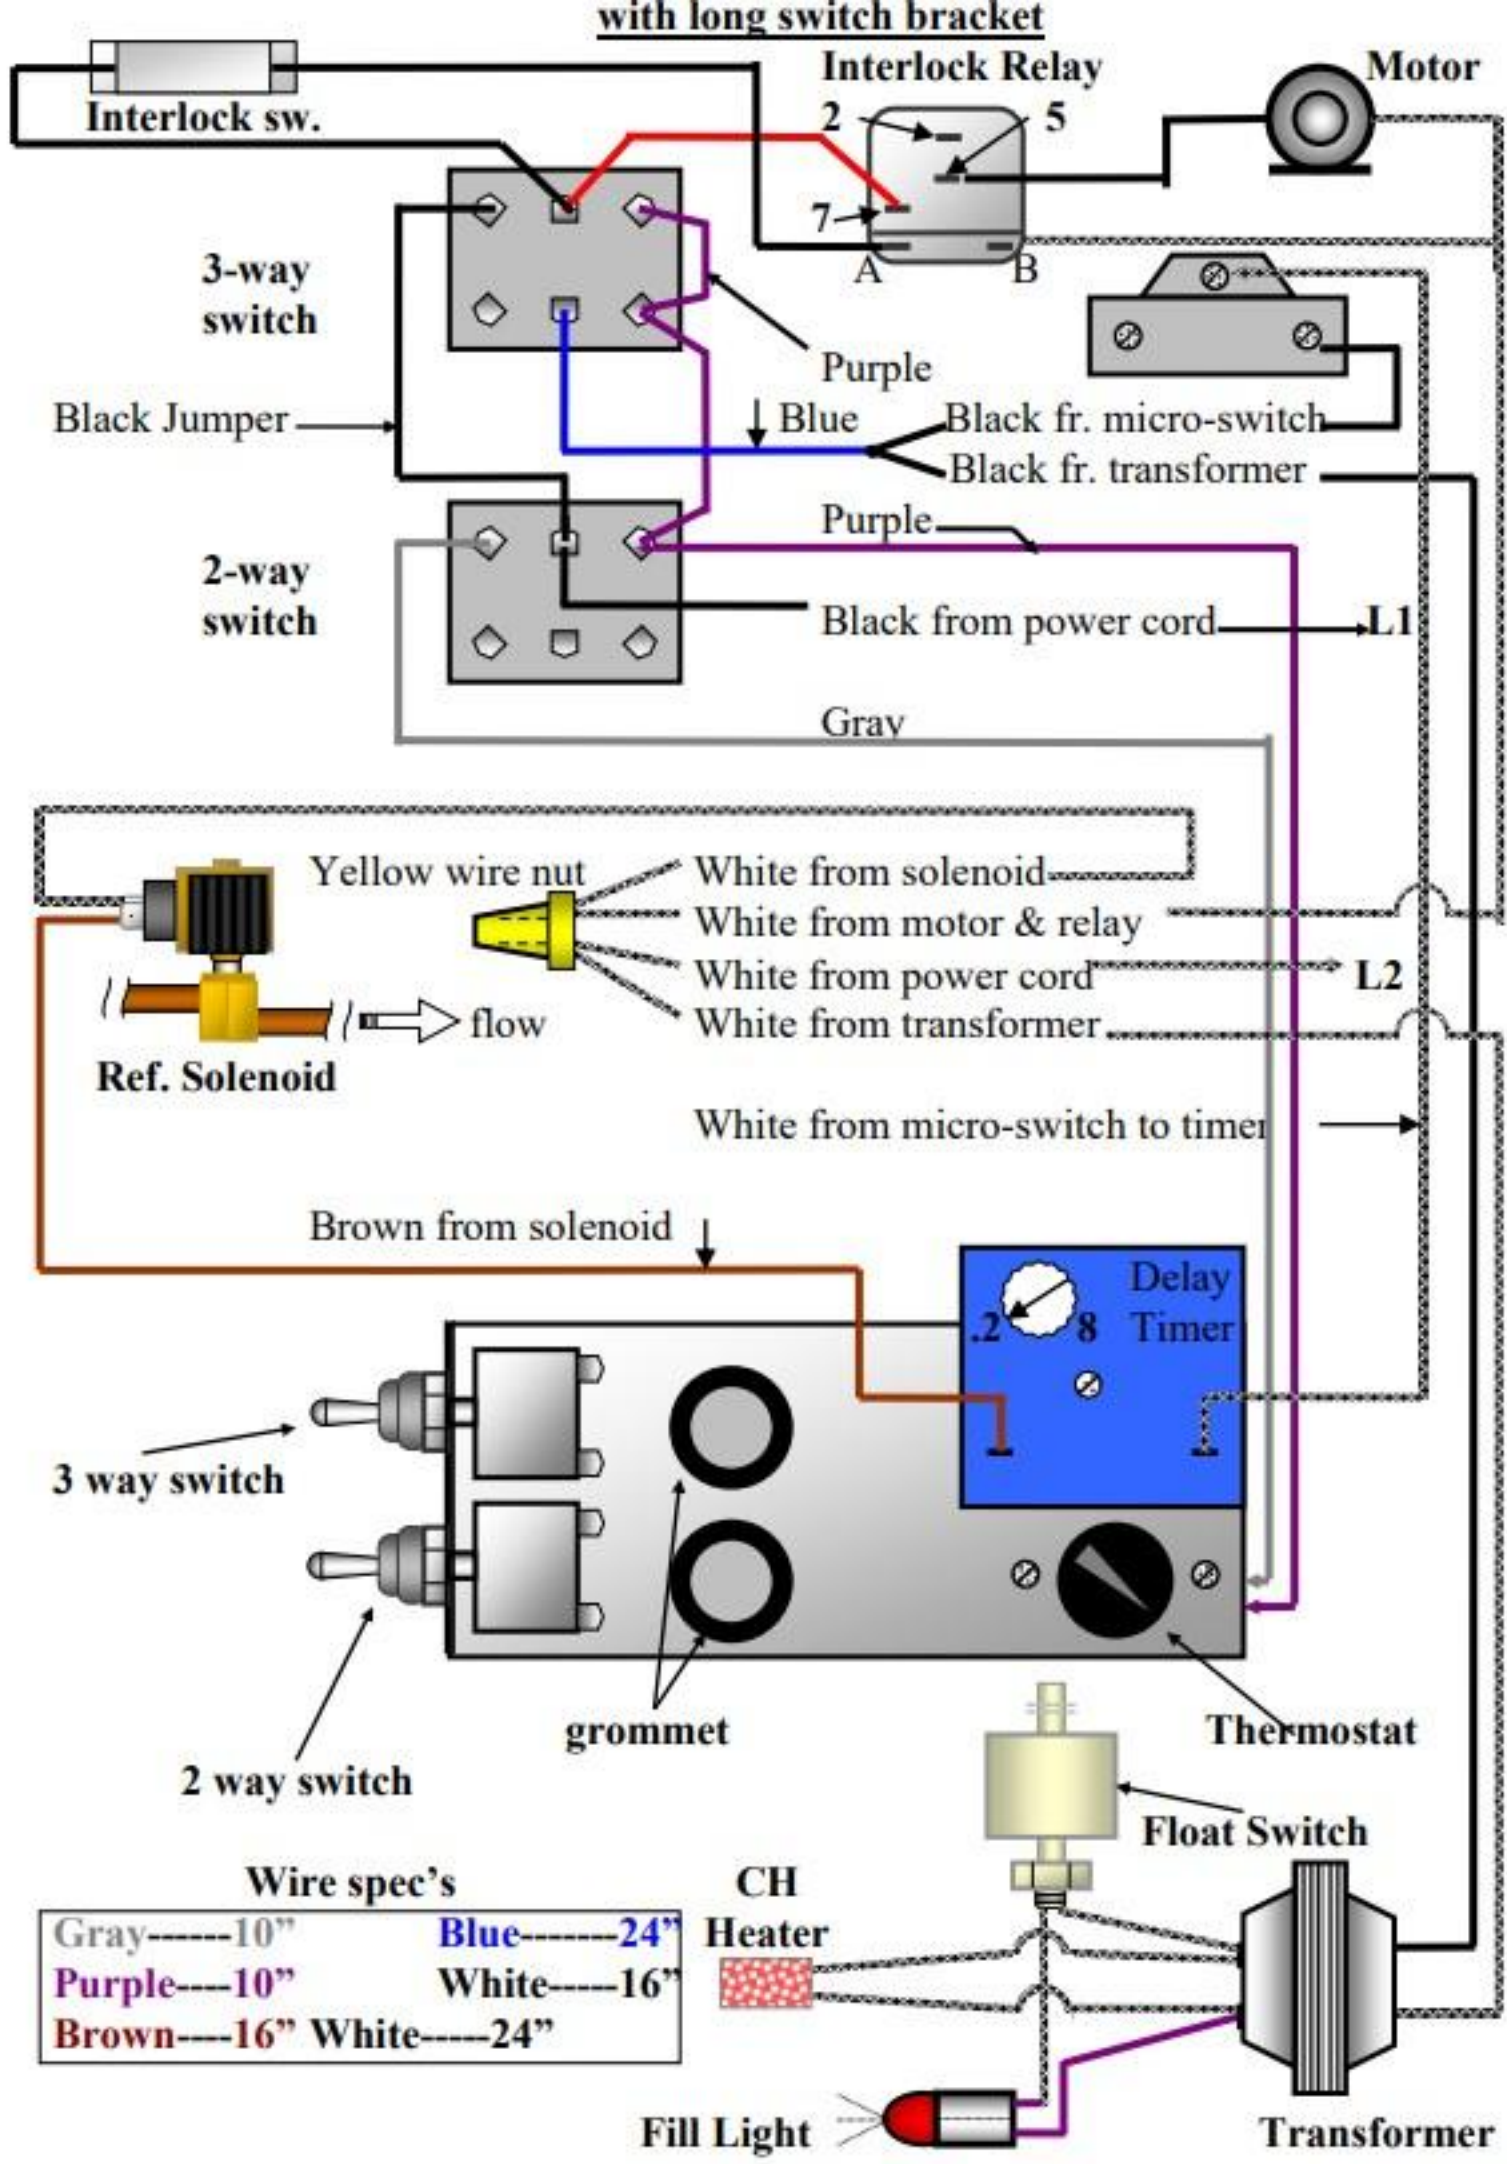 with long switch bracket
Interlock Relay
Motor
Interlock sw.
2
5
7
A
B
3-way
switch
Purple
Black Jumper
Blue
Black fr. micro-switch
Black fr. transformer
Purple
2-way
switch
Black from power cord
L1
Gray
Yellow wire nut
White from solenoid
White from motor & relay
White from power cord
L2
White from transformer
flow
Ref. Solenoid
White from micro-switch to timer
Brown from solenoid
Delay
Timer
.2
8
3 way switch
grommet
Thermostat
2 way switch
Float Switch
Wire spec's
CH
Heater
Gray------10”
Blue-------24”
Purple----10”
White-----16”
Brown----16”
White-----24”
Fill Light
Transformer